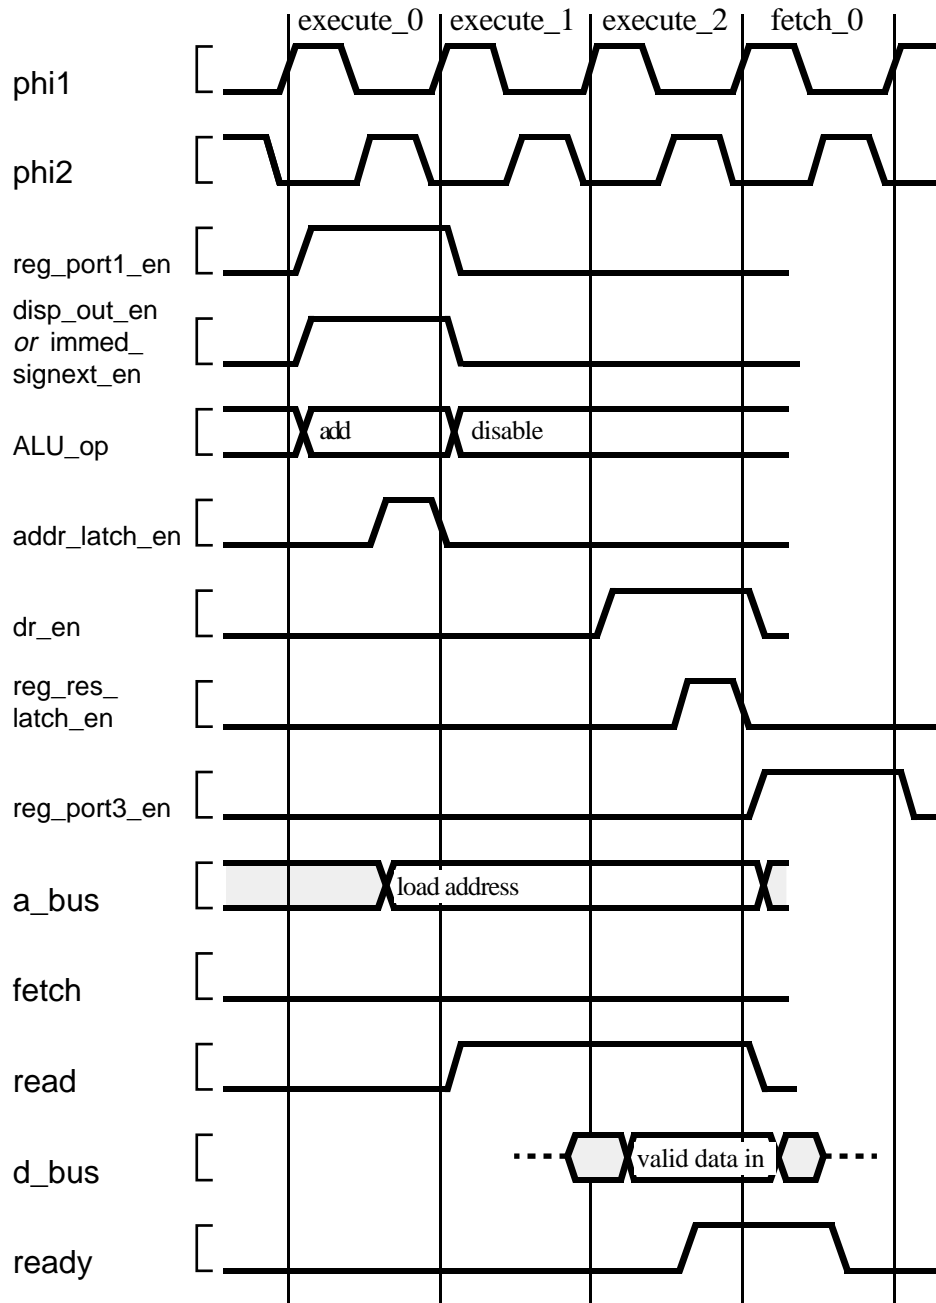 execute_0 execute_1 execute_2 fetch_0
phi1
phi2
reg_port1_en
disp_out_en
or immed_
signext_en
ALU_op add disable
addr_latch_en
dr_en
reg_res_
latch_en
reg_port3_en
a_bus load address
fetch
read
d_bus valid data in
ready